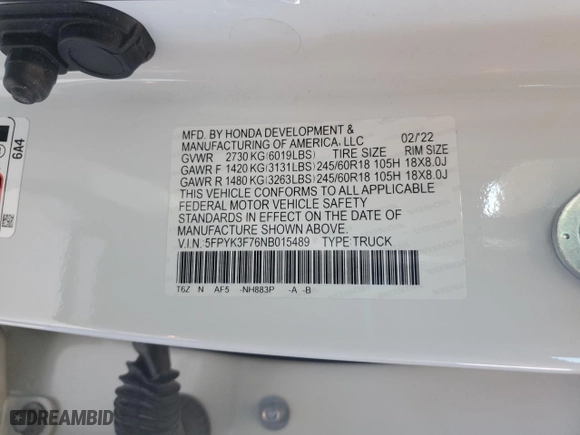 6A4
MFD. BY HONDA DEVELOPMENT &
MANUFACTURING OF AMERICA, LLC 02/'22
GVWR 2730 KG (6019LBS) TIRE SIZE RIM SIZE
GAWR F 1420 KG (3131LBS) 245/60R18 105H 18X8.0J
GAWR R 1480 KG (3263LBS) 245/60R18 105H 18X8.0J
THIS VEHICLE CONFORMS TO ALL APPLICABLE
FEDERAL MOTOR VEHICLE SAFETY
STANDARDS IN EFFECT ON THE DATE OF
MANUFACTURE SHOWN ABOVE.
V.I.N.:5FPYK3F76NB015489 TYPE:TRUCK
T6Z N AF5 -NH883P -A -B
DREAMBID